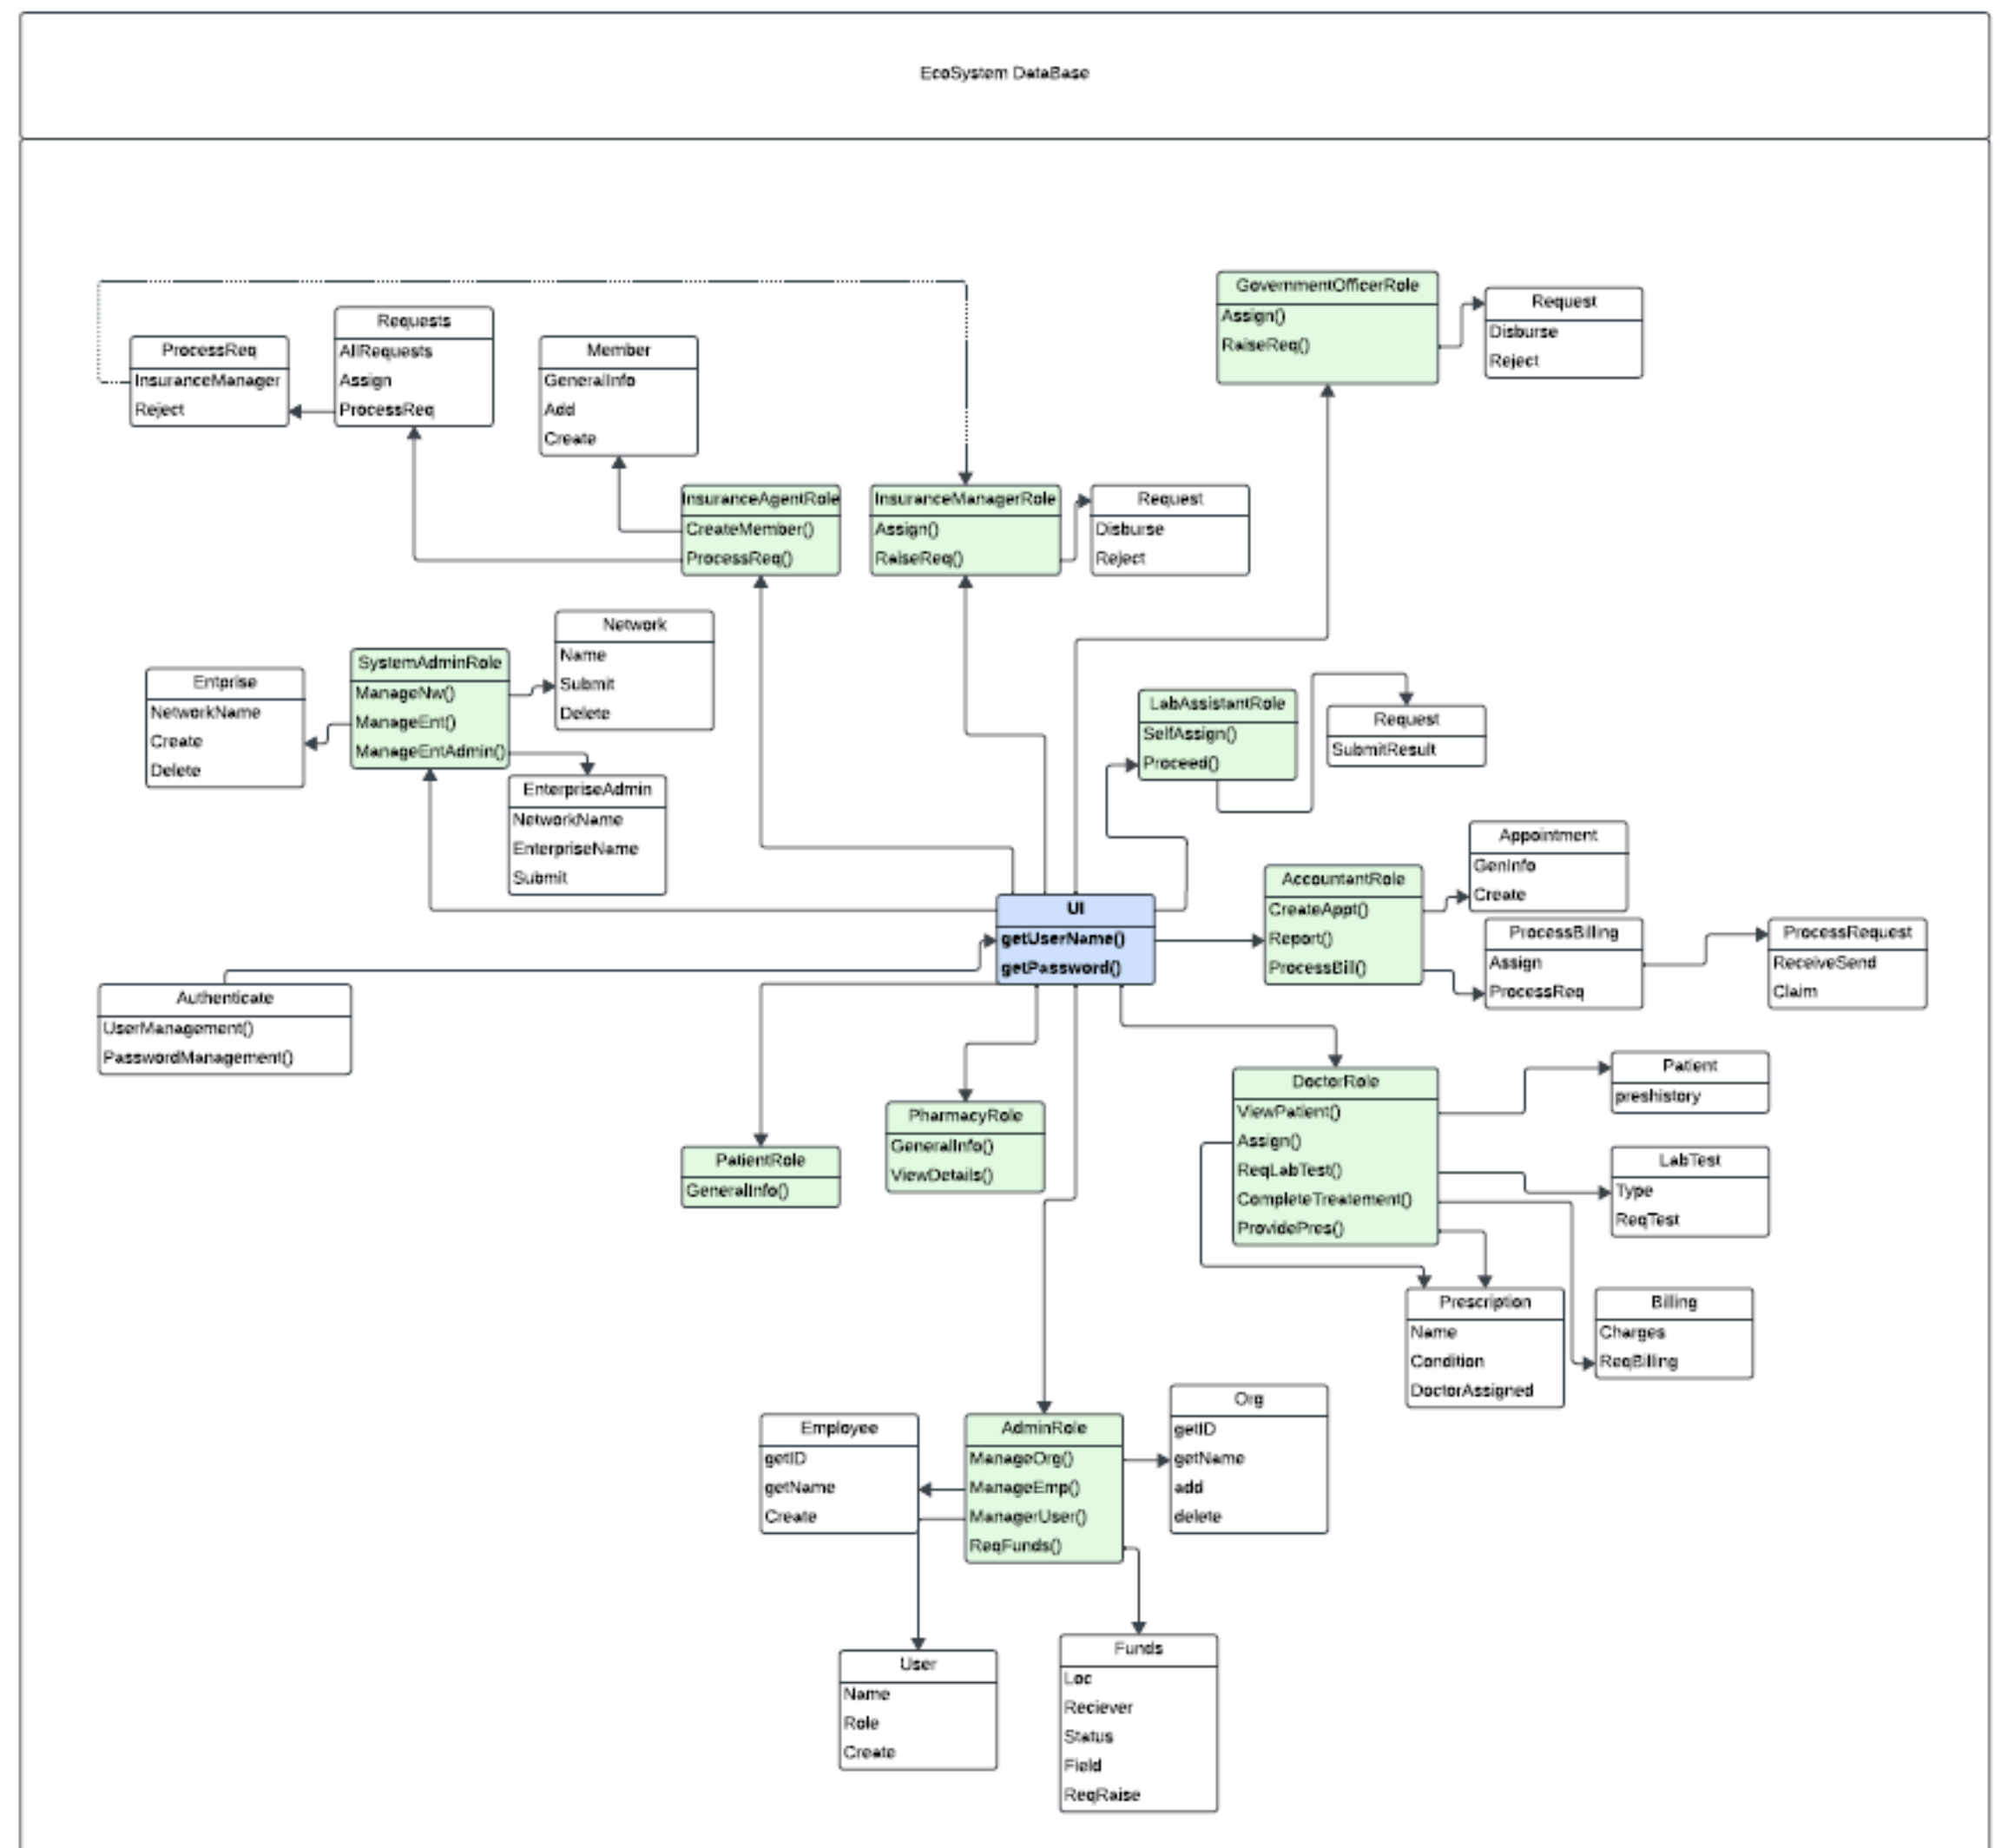 EcoSystem DataBase
GovernmentOfficerRole
Assign()
RaiseReq()
Request
Disburse
Reject
ProcessReq
InsuranceManager
Reject
Requests
AllRequests
Assign
ProcessReq
Member
GeneralInfo
Add
Create
InsuranceAgentRole
CreateMember()
ProcessReq()
InsuranceManagerRole
Assign()
RaiseReq()
Request
Disburse
Reject
Entprise
NetworkName
Create
Delete
SystemAdminRole
ManageNw()
ManageEnt()
ManageEntAdmin()
Network
Name
Submit
Delete
EnterpriseAdmin
NetworkName
EnterpriseName
Submit
LabAssistantRole
SelfAssign()
Proceed()
Request
SubmitResult
UI
getUserName()
getPassword()
AccountantRole
CreateAppt()
Report()
ProcessBill()
Appointment
GenInfo
Create
ProcessBilling
Assign
ProcessReq
ProcessRequest
ReceiveSend
Claim
Authenticate
UserManagement()
PasswordManagement()
PatientRole
GeneralInfo()
PharmacyRole
GeneralInfo()
ViewDetails()
DoctorRole
ViewPatient()
Assign()
ReqLabTest()
CompleteTreatement()
ProvidePres()
Patient
preshistory
LabTest
Type
ReqTest
Prescription
Name
Condition
DoctorAssigned
Billing
Charges
ReqBilling
Employee
getID
getName
Create
AdminRole
ManageOrg()
ManageEmp()
ManagerUser()
ReqFunds()
Org
getID
getName
add
delete
User
Name
Role
Create
Funds
Loc
Reciever
Status
Field
ReqRaise